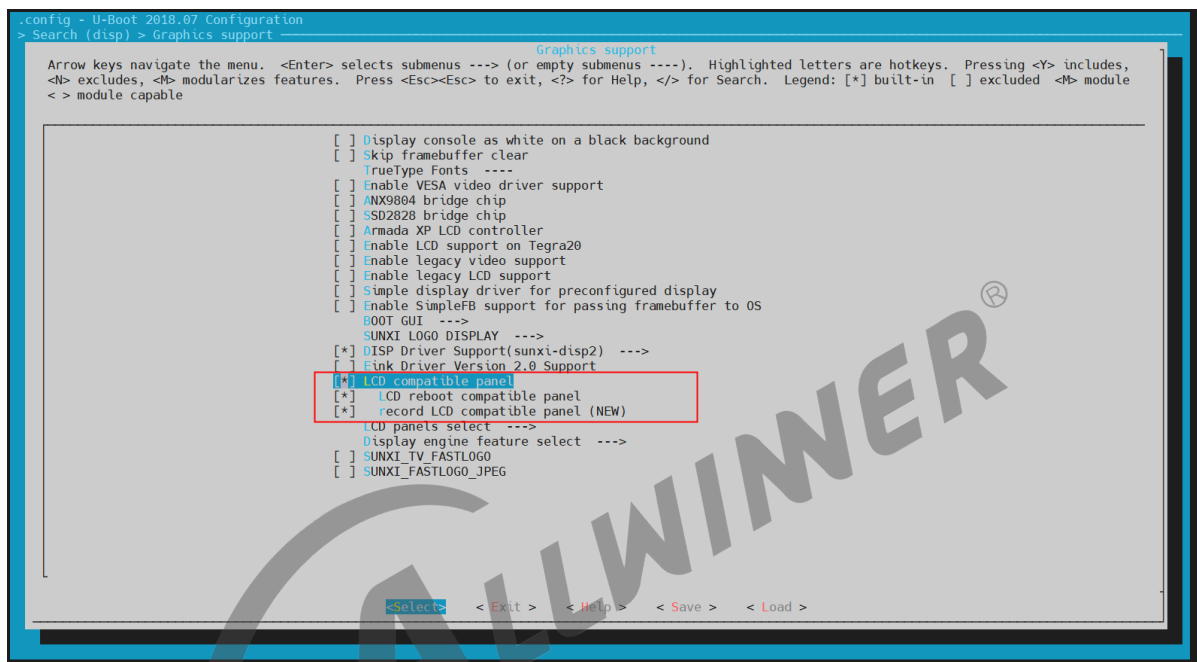 .config - U-Boot 2018.07 Configuration
> Search (disp) > Graphics support
Graphics support
Arrow keys navigate the menu.  <Enter> selects submenus ---> (or empty submenus ----).  Highlighted letters are hotkeys.  Pressing <Y> includes,
<N> excludes, <M> modularizes features.  Press <Esc><Esc> to exit, <?> for Help, </> for Search.  Legend: [*] built-in  [ ] excluded  <M> module
< > module capable
[ ] Display console as white on a black background
[ ] Skip framebuffer clear
TrueType Fonts  ----
[ ] Enable VESA video driver support
[ ] ANX9804 bridge chip
[ ] SSD2828 bridge chip
[ ] Armada XP LCD controller
[ ] Enable LCD support on Tegra20
[ ] Enable legacy video support
[ ] Enable legacy LCD support
[ ] Simple display driver for preconfigured display
[ ] Enable SimpleFB support for passing framebuffer to OS
BOOT GUI  --->
SUNXI LOGO DISPLAY  --->
[*] DISP Driver Support(sunxi-disp2)  --->
[ ] Eink Driver Version 2.0 Support
[*] LCD compatible panel
[*]   LCD reboot compatible panel
[*]   record LCD compatible panel (NEW)
LCD panels select  --->
Display engine feature select  --->
[ ] SUNXI_TV_FASTLOGO
[ ] SUNXI_FASTLOGO_JPEG
ALLWINNER®
<Select>    < Exit >    < Help >    < Save >    < Load >